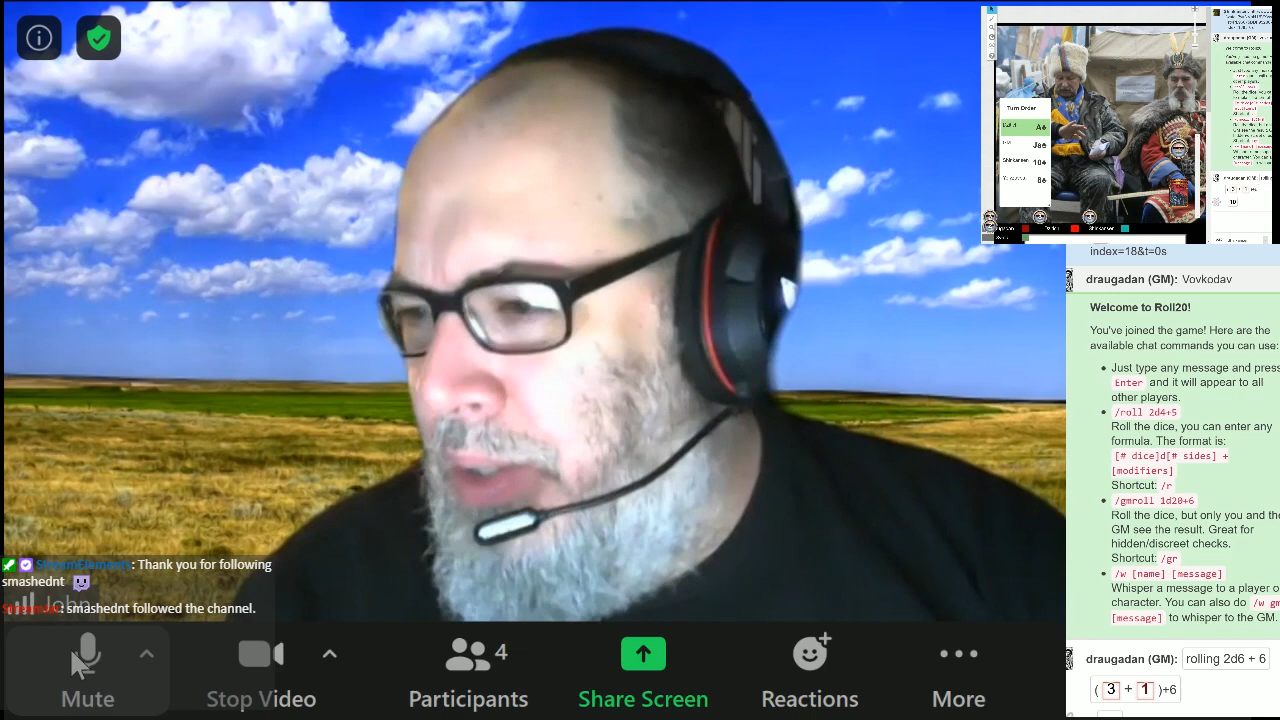 Turn Order
A♣
J♣
Shinkansen 10♣
8♣
index=18&t=0s
draugadan (GM): Vovkodav
Welcome to Roll20!
You've joined the game! Here are the
available chat commands you can use:
Just type any message and press
Enter and it will appear to all
other players.
/roll 2d4+5
Roll the dice, you can enter any
formula. The format is:
[# dice]d[# sides] +
[modifiers]
Shortcut: /r
/gmroll 1d20+6
Roll the dice, but only you and the
GM see the result. Great for
hidden/discreet checks.
Shortcut: /gr
/w [name] [message]
Whisper a message to a player o
character. You can also do /w gm
[message] to whisper to the GM.
draugadan (GM): rolling 2d6 + 6
( 3 + 1 )+6
StreamElements: Thank you for following
smashednt
John
: smashednt followed the channel.
Mute
Stop Video
Participants 4
Share Screen
Reactions
More